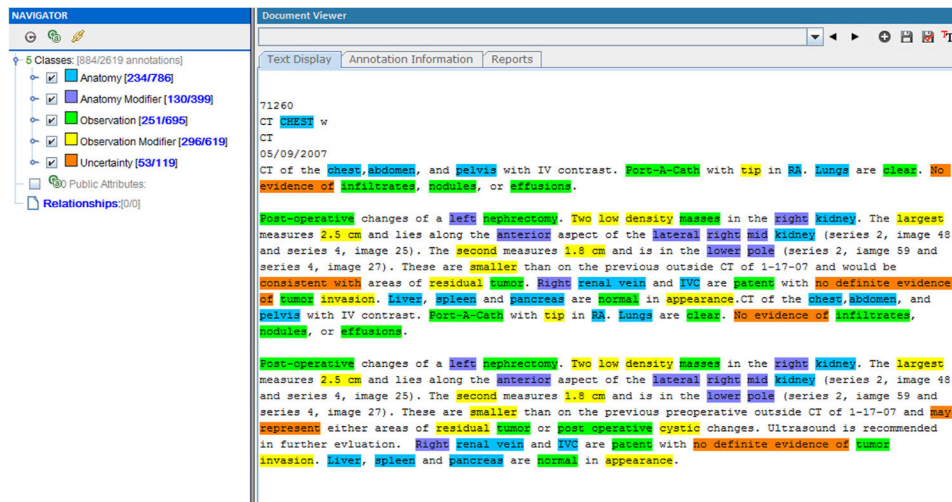 NAVIGATOR
5 Classes: [884/2619 annotations]
Anatomy [234/786]
Anatomy Modifier [130/399]
Observation [251/695]
Observation Modifier [296/619]
Uncertainty [53/119]
0 Public Attributes:
Relationships:[0/0]
Document Viewer
Text Display
Annotation Information
Reports
71260
CT CHEST w
CT
05/09/2007
CT of the chest,abdomen, and pelvis with IV contrast. Port-A-Cath with tip in RA. Lungs are clear. No
evidence of infiltrates, nodules, or effusions.
Post-operative changes of a left nephrectomy. Two low density masses in the right kidney. The largest
measures 2.5 cm and lies along the anterior aspect of the lateral right mid kidney (series 2, image 48
and series 4, image 25). The second measures 1.8 cm and is in the lower pole (series 2, iamge 59 and
series 4, image 27). These are smaller than on the previous outside CT of 1-17-07 and would be
consistent with areas of residual tumor. Right renal vein and IVC are patent with no definite evidence
of tumor invasion. Liver, spleen and pancreas are normal in appearance.CT of the chest,abdomen, and
pelvis with IV contrast. Port-A-Cath with tip in RA. Lungs are clear. No evidence of infiltrates,
nodules, or effusions.
Post-operative changes of a left nephrectomy. Two low density masses in the right kidney. The largest
measures 2.5 cm and lies along the anterior aspect of the lateral right mid kidney (series 2, image 48
and series 4, image 25). The second measures 1.8 cm and is in the lower pole (series 2, iamge 59 and
series 4, image 27). These are smaller than on the previous preoperative outside CT of 1-17-07 and may
represent either areas of residual tumor or post operative cystic changes. Ultrasound is recommended
in further evluation. Right renal vein and IVC are patent with no definite evidence of tumor
invasion. Liver, spleen and pancreas are normal in appearance.